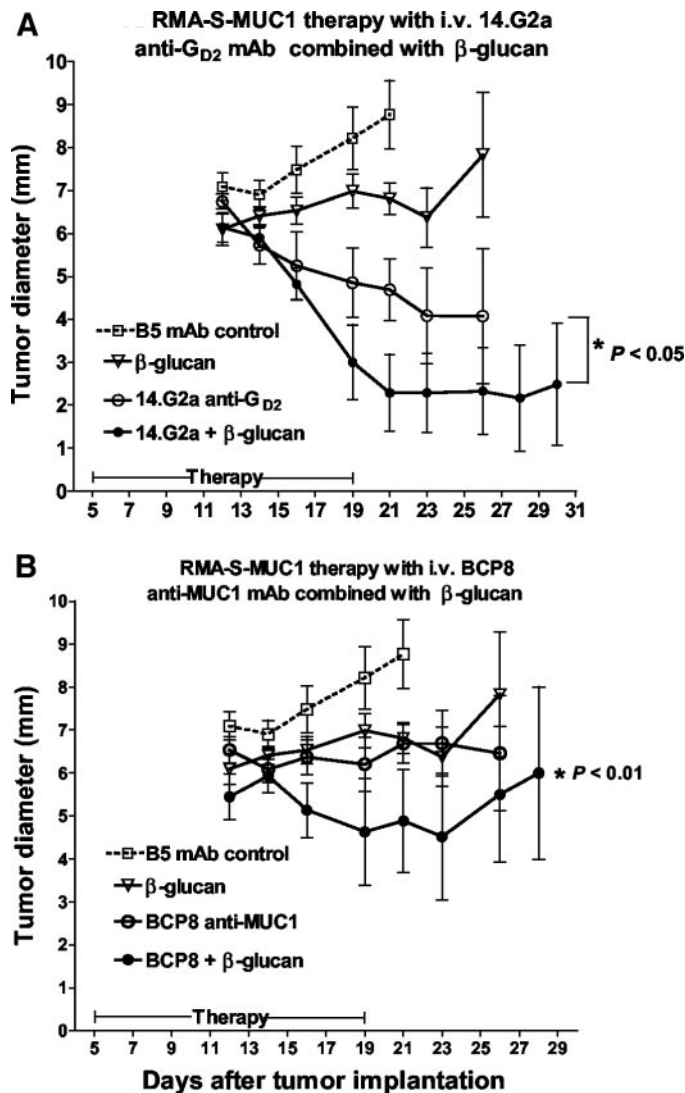 A
RMA-S-MUC1 therapy with i.v. 14.G2a
anti-GD2 mAb combined with β-glucan
Tumor diameter (mm)
10
9
8
7
6
5
4
3
2
1
0
B5 mAb control
β-glucan
14.G2a anti-GD2
14.G2a + β-glucan
* P < 0.05
Therapy
5 7 9 11 13 15 17 19 21 23 25 27 29 31
B
RMA-S-MUC1 therapy with i.v. BCP8
anti-MUC1 mAb combined with β-glucan
Tumor diameter (mm)
10
9
8
7
6
5
4
3
2
1
0
* P < 0.01
B5 mAb control
β-glucan
BCP8 anti-MUC1
BCP8 + β-glucan
Therapy
5 7 9 11 13 15 17 19 21 23 25 27 29
Days after tumor implantation